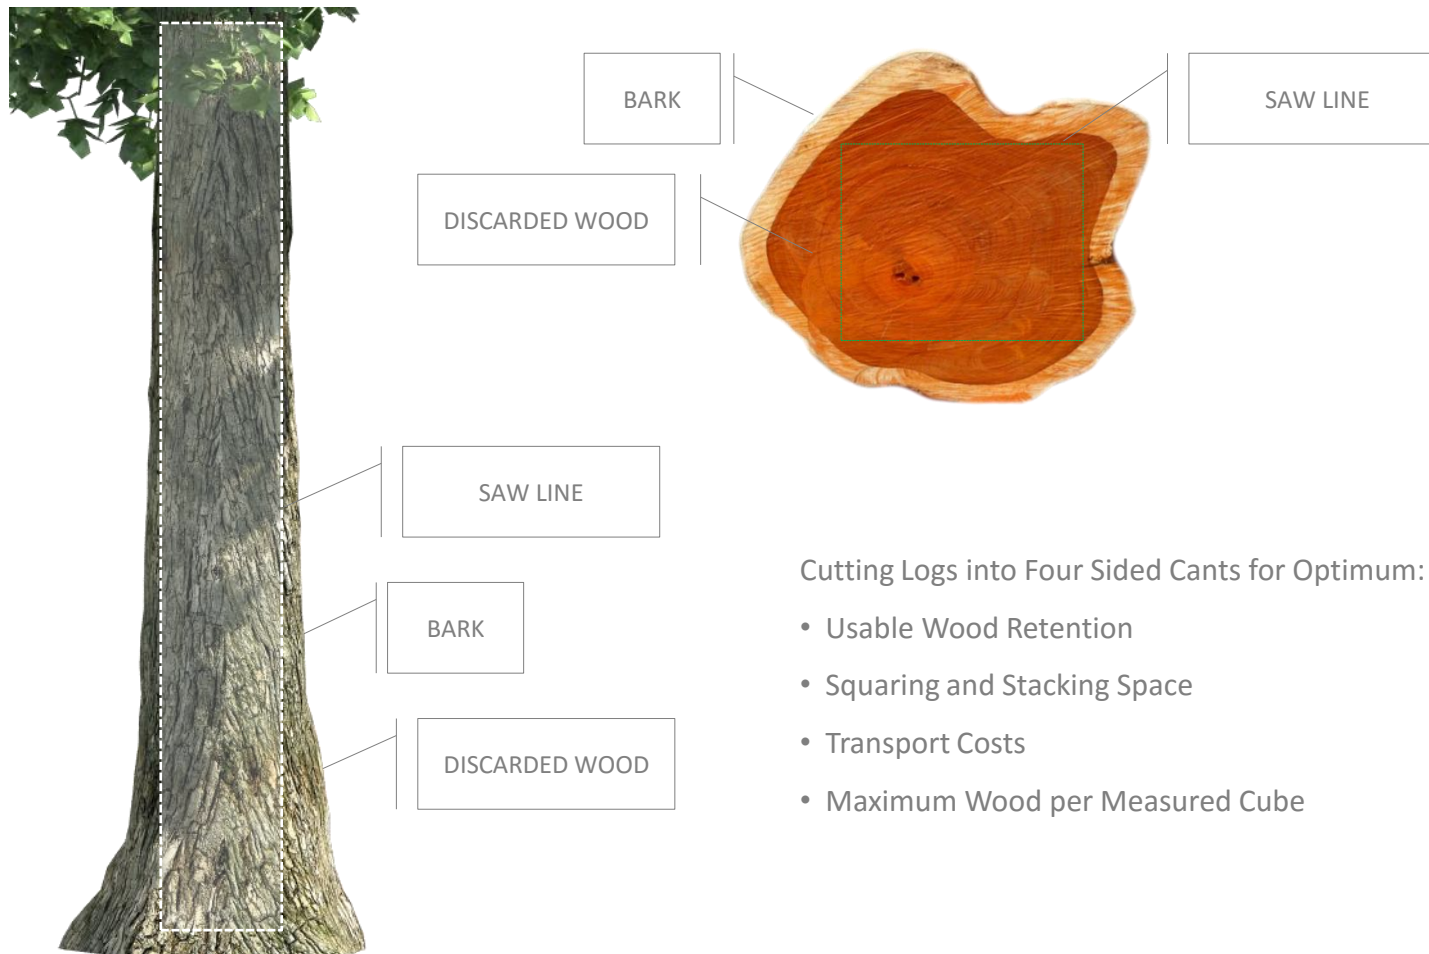 BARK
SAW LINE
DISCARDED WOOD
SAW LINE
BARK
DISCARDED WOOD
Cutting Logs into Four Sided Cants for Optimum:
• Usable Wood Retention
• Squaring and Stacking Space
• Transport Costs
• Maximum Wood per Measured Cube